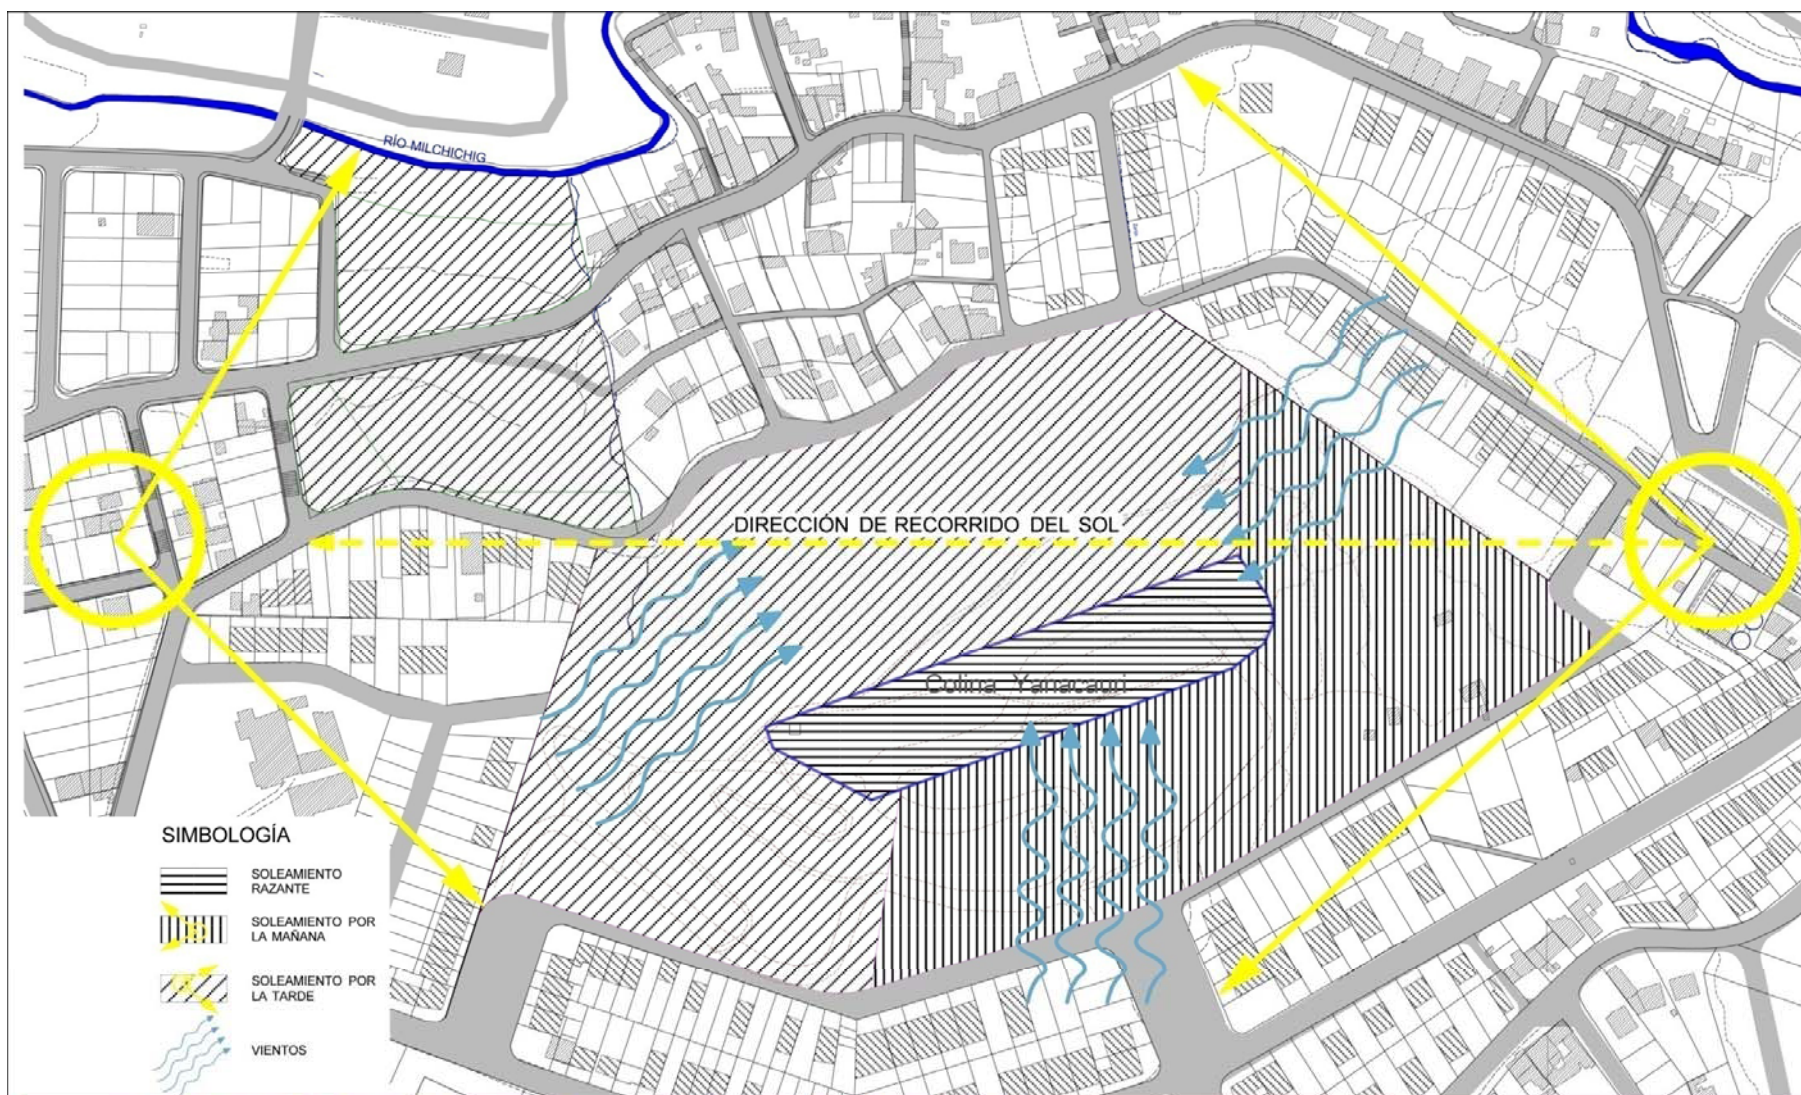 RÍO MILCHICHIG
DIRECCIÓN DE RECORRIDO DEL SOL
Colina Yanacauri
SIMBOLOGÍA
SOLEAMIENTO
RAZANTE
SOLEAMIENTO POR
LA MAÑANA
SOLEAMIENTO POR
LA TARDE
VIENTOS